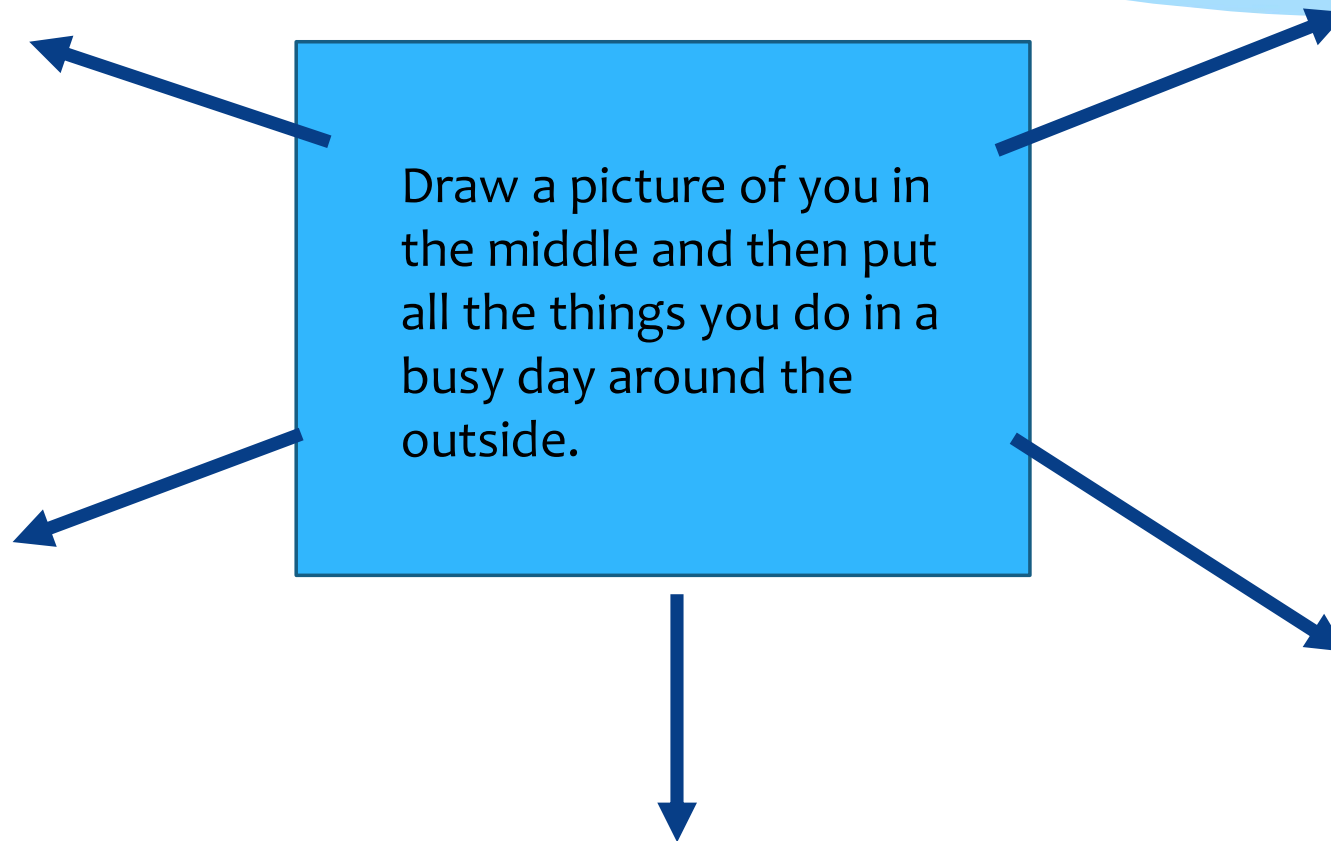 Draw a picture of you in
the middle and then put
all the things you do in a
busy day around the
outside.